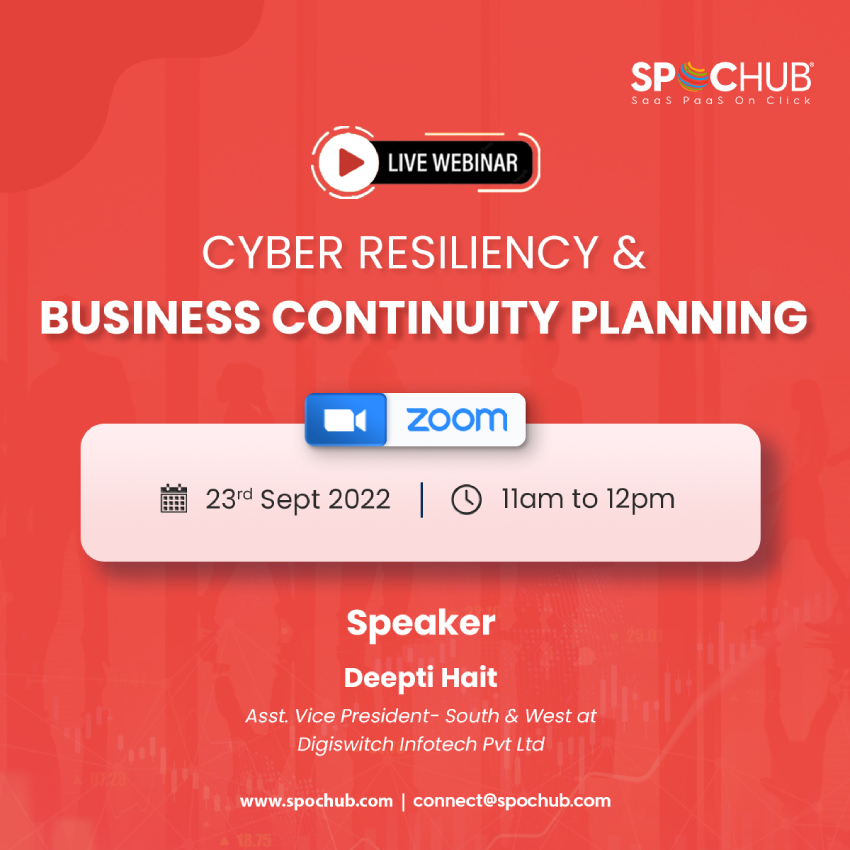 SPOCHUB®
SaaS PaaS On Click
LIVE WEBINAR
CYBER RESILIENCY &
BUSINESS CONTINUITY PLANNING
zoom
23rd Sept 2022 | 11am to 12pm
Speaker
Deepti Hait
Asst. Vice President- South & West at
Digiswitch Infotech Pvt Ltd
www.spochub.com | connect@spochub.com
18.75